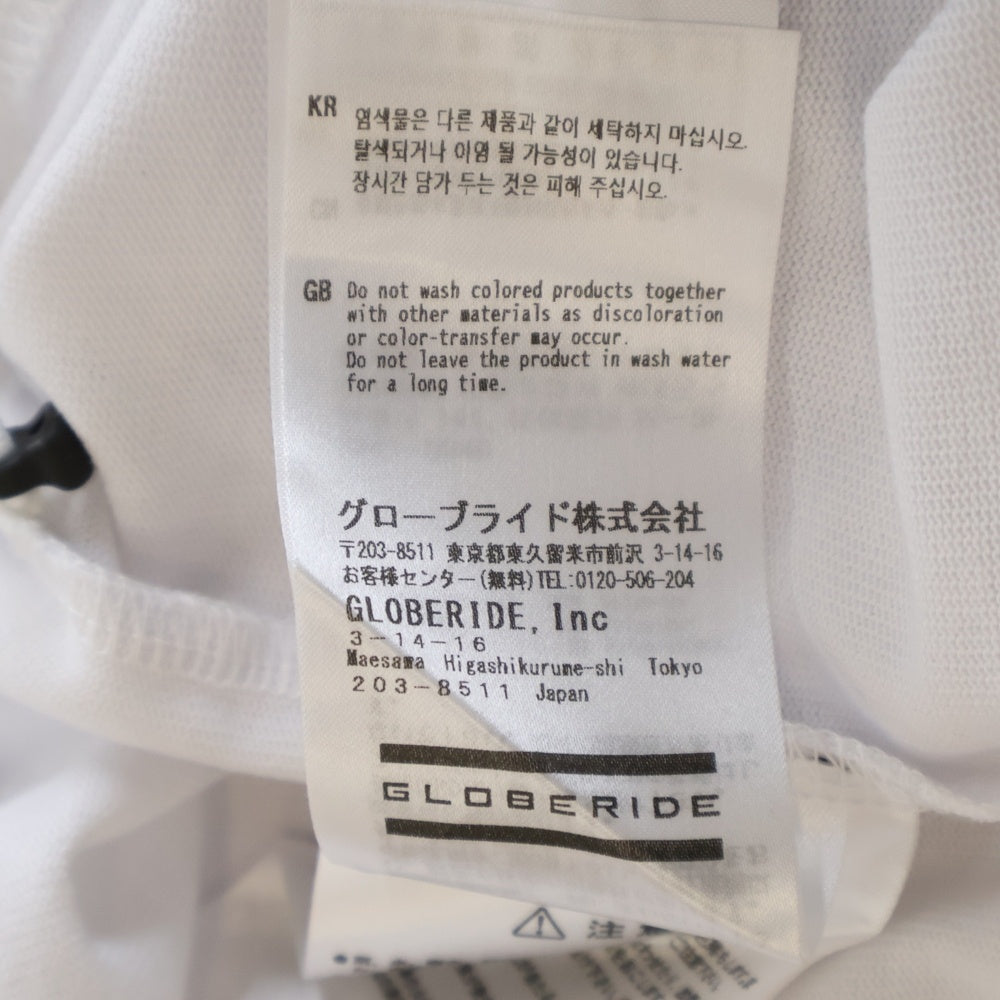 KR 염색물은 다른 제품과 같이 세탁하지 마십시오.
탈색되거나 이염 될 가능성이 있습니다.
장시간 담가 두는 것은 피해 주십시오.
GB Do not wash colored products together
with other materials as discoloration
or color-transfer may occur.
Do not leave the product in wash water
for a long time.
グローブライド株式会社
〒203-8511 東京都東久留米市前沢 3-14-16
お客様センター(無料)TEL:0120-506-204
GLOBERIDE, Inc
3-14-16
Maesawa Higashikurume-shi Tokyo
203-8511 Japan
GLOBERIDE
⚠ 注